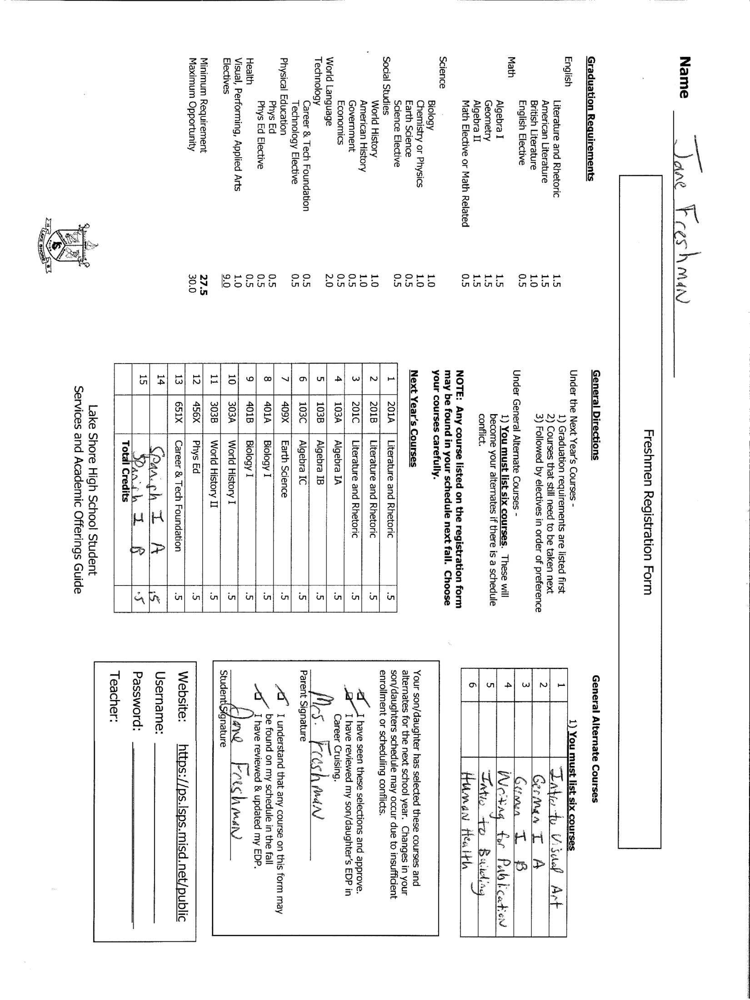 Name Jane Freshman
Freshmen Registration Form
Graduation Requirements
English
Literature and Rhetoric 1.5
American Literature 1.5
British Literature 1.0
English Elective 0.5
Math
Algebra I 1.5
Geometry 1.5
Algebra II 1.5
Math Elective or Math Related 0.5
Science
Biology 1.0
Chemistry or Physics 1.0
Earth Science 0.5
Science Elective 0.5
Social Studies
World History 1.0
American History 1.0
Government 0.5
Economics 0.5
World Language 2.0
Technology
Career & Tech Foundation 0.5
Technology Elective 0.5
Physical Education
Phys Ed 0.5
Phys Ed Elective 0.5
Health 0.5
Visual, Performing, Applied Arts 1.0
Electives 9.0
Minimum Requirement 27.5
Maximum Opportunity 30.0
LAKE SHORE
General Directions
Under the Next Year's Courses -
1) Graduation requirements are listed first
2) Courses that still need to be taken next
3) Followed by electives in order of preference
Under General Alternate Courses -
1) You must list six courses. These will
become your alternates if there is a schedule
conflict.
NOTE: Any course listed on the registration form
may be found in your schedule next fall. Choose
your courses carefully.
Next Year's Courses
1 201A Literature and Rhetoric .5
2 201B Literature and Rhetoric .5
3 201C Literature and Rhetoric .5
4 103A Algebra IA .5
5 103B Algebra IB .5
6 103C Algebra IC .5
7 409X Earth Science .5
8 401A Biology I .5
9 401B Biology I .5
10 303A World History I .5
11 303B World History II .5
12 456X Phys Ed .5
13 651X Career & Tech Foundation .5
14 Spanish I A .5
15 Spanish I B .5
Total Credits
Lake Shore High School Student
Services and Academic Offerings Guide
General Alternate Courses
1) You must list six courses
1 Intro to Visual Art
2 German I A
3 German I B
4 Writing for Publication
5 Intro to Building
6 Human Health
Your son/daughter has selected these courses and
alternates for the next school year. Changes in your
son/daughters schedule may occur due to insufficient
enrollment or scheduling conflicts.
I have seen these selections and approve.
I have reviewed my son/daughter's EDP in
Career Cruising.
Mrs. Freshman
Parent Signature
I understand that any course on this form may
be found on my schedule in the fall
I have reviewed & updated my EDP.
Jane Freshman
Student Signature
Website: https://ps.lsps.misd.net/public
Username:
Password:
Teacher: